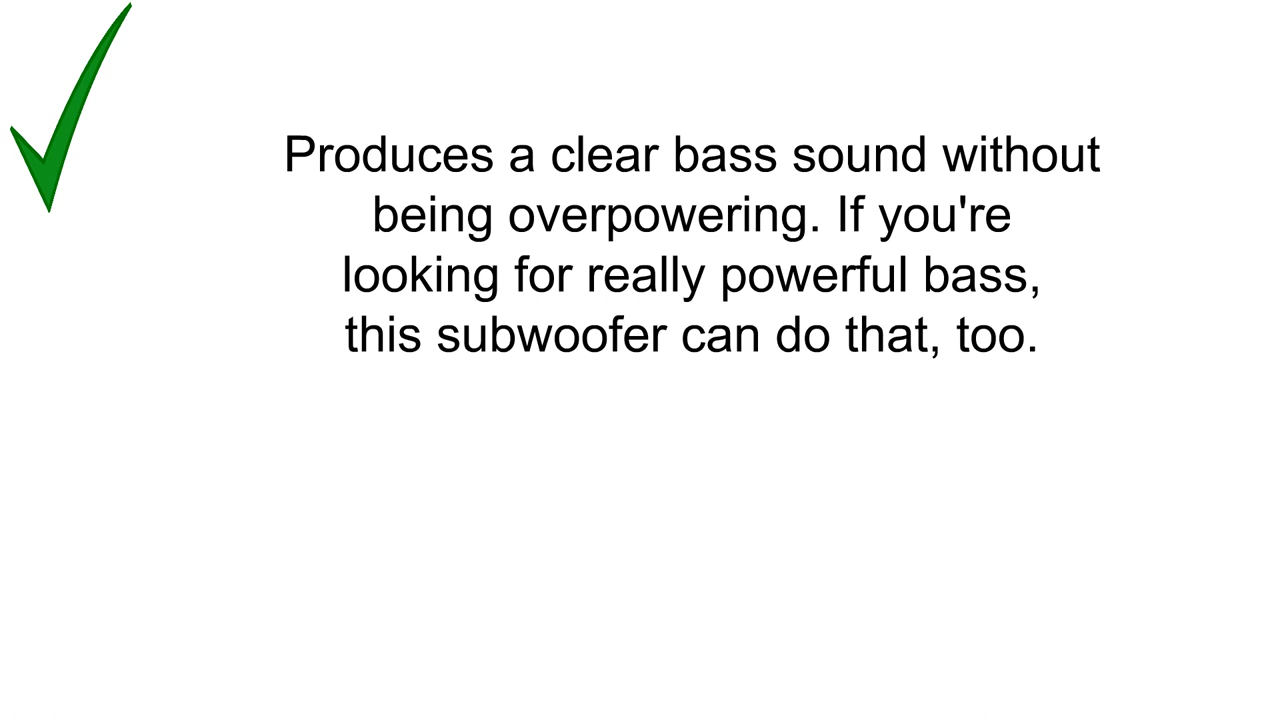 Produces a clear bass sound without
being overpowering. If you're
looking for really powerful bass,
this subwoofer can do that, too.